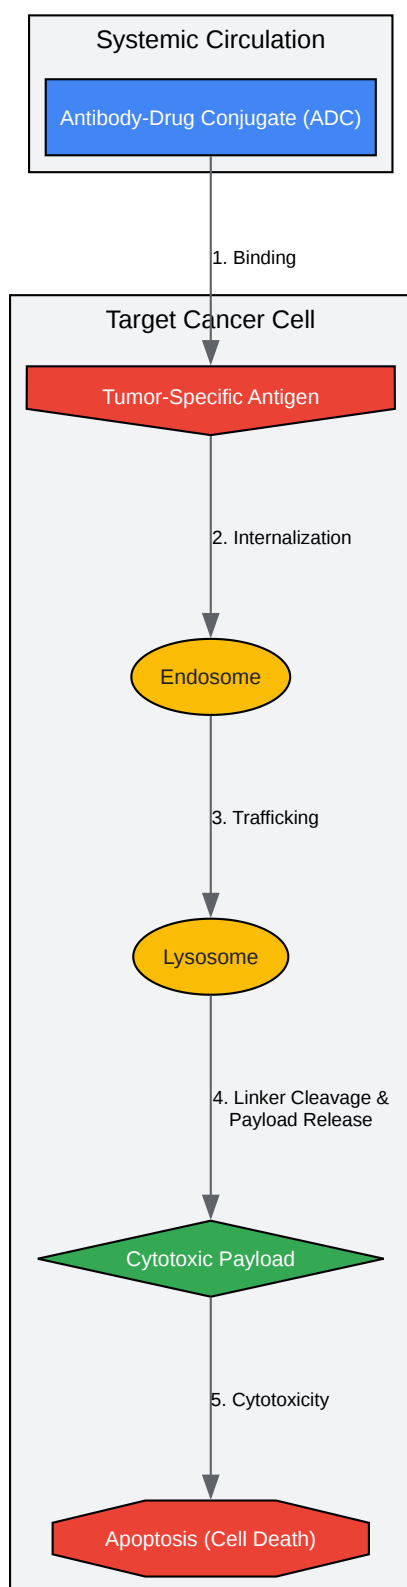 Systemic Circulation
Antibody-Drug Conjugate (ADC)
1. Binding
Target Cancer Cell
Tumor-Specific Antigen
2. Internalization
Endosome
3. Trafficking
Lysosome
4. Linker Cleavage &
Payload Release
Cytotoxic Payload
5. Cytotoxicity
Apoptosis (Cell Death)